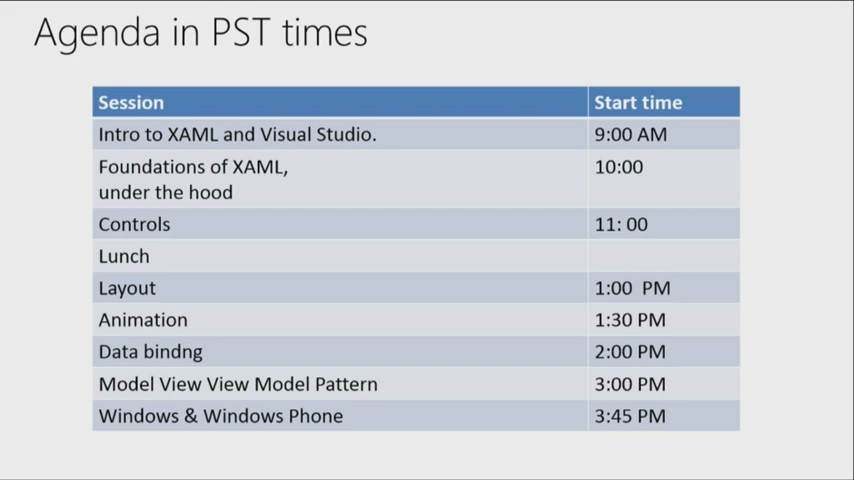 Agenda in PST times
Session Start time
Intro to XAML and Visual Studio. 9:00 AM
Foundations of XAML, 10:00
under the hood
Controls 11: 00
Lunch
Layout 1:00  PM
Animation 1:30 PM
Data bindng 2:00 PM
Model View View Model Pattern 3:00 PM
Windows & Windows Phone 3:45 PM